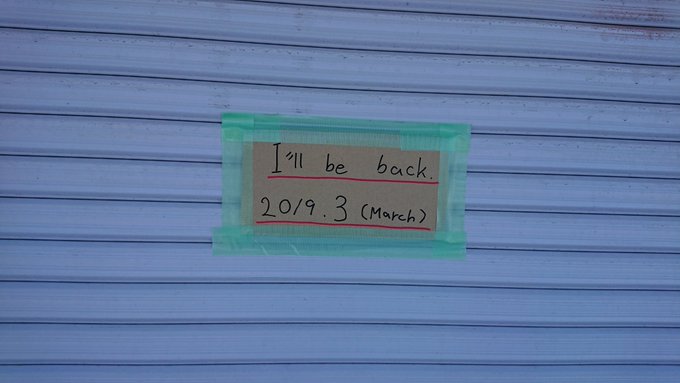 I'll be back.
2019.3 (March)